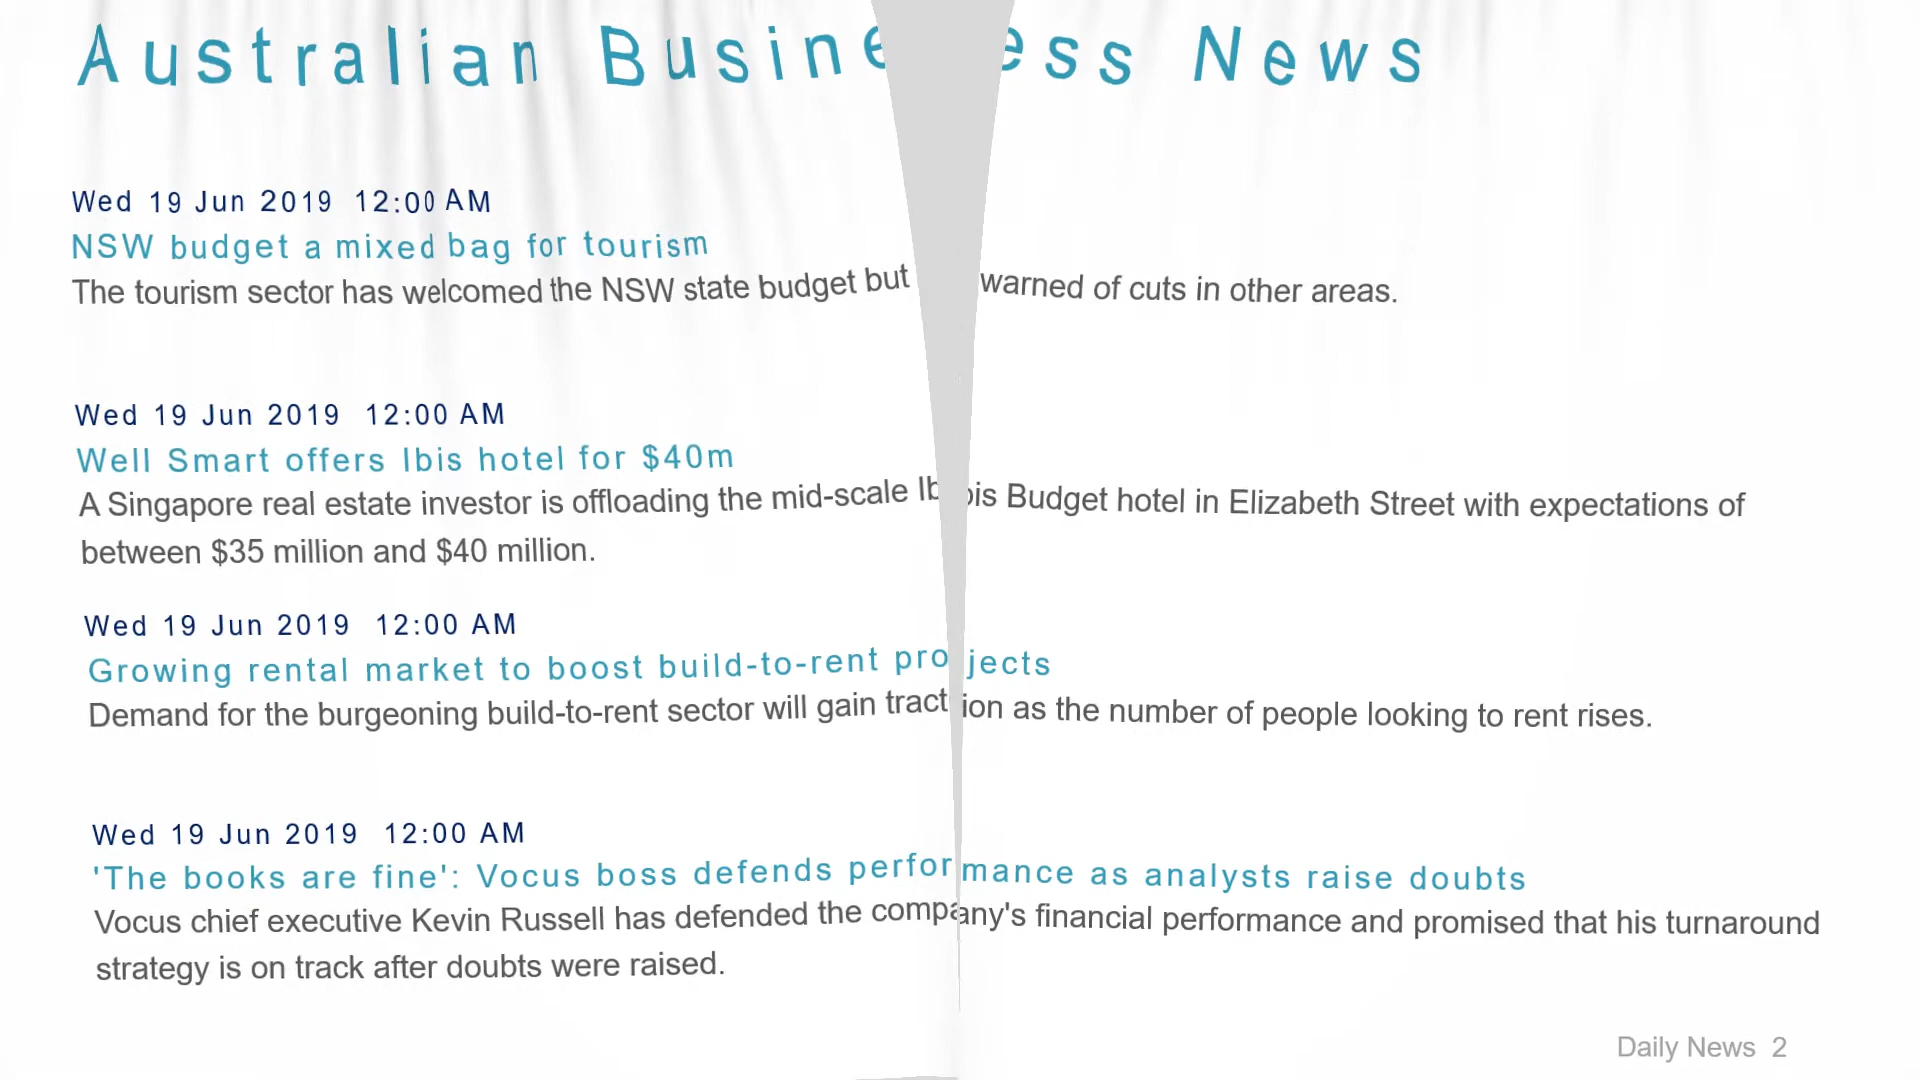 Australian Business News
Wed 19 Jun 2019 12:00 AM
NSW budget a mixed bag for tourism
The tourism sector has welcomed the NSW state budget but warned of cuts in other areas.
Wed 19 Jun 2019 12:00 AM
Well Smart offers Ibis hotel for $40m
A Singapore real estate investor is offloading the mid-scale Ibis Budget hotel in Elizabeth Street with expectations of
between $35 million and $40 million.
Wed 19 Jun 2019 12:00 AM
Growing rental market to boost build-to-rent projects
Demand for the burgeoning build-to-rent sector will gain traction as the number of people looking to rent rises.
Wed 19 Jun 2019 12:00 AM
'The books are fine': Vocus boss defends performance as analysts raise doubts
Vocus chief executive Kevin Russell has defended the company's financial performance and promised that his turnaround
strategy is on track after doubts were raised.
Daily News 2